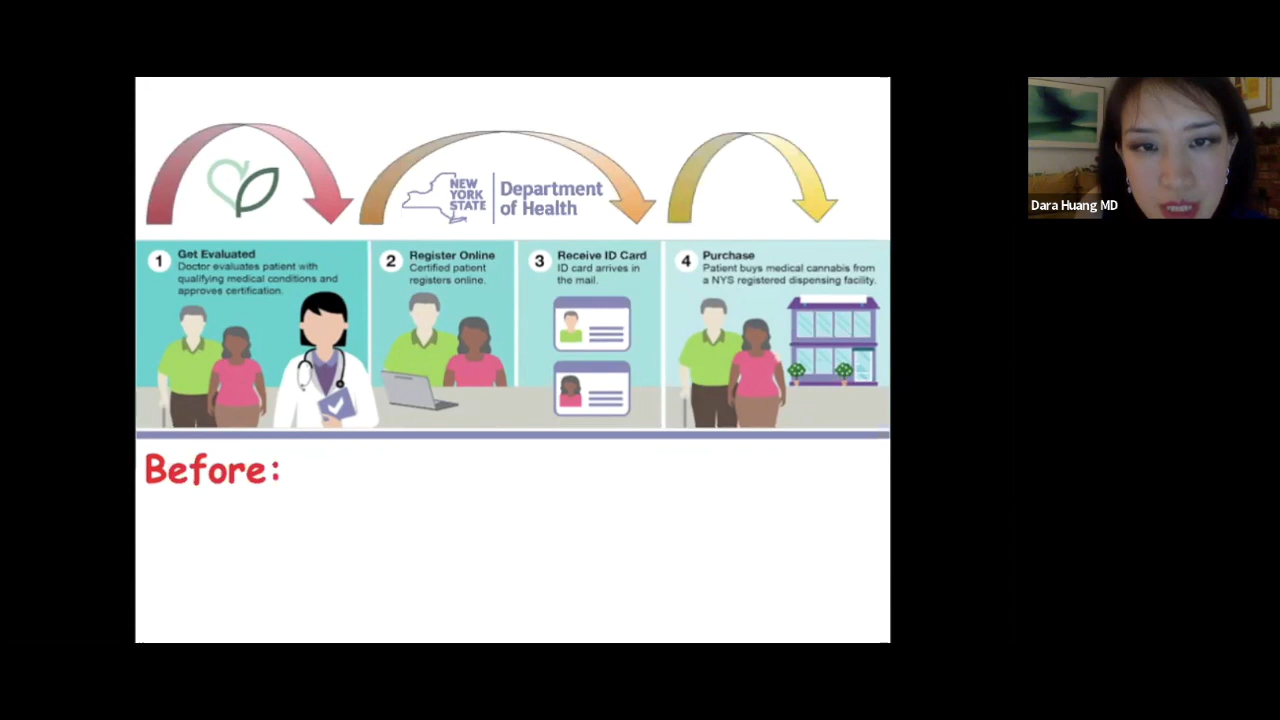 NEW
YORK
STATE
Department
of Health
1 Get Evaluated
Doctor evaluates patient with
qualifying medical conditions and
approves certification.
2 Register Online
Certified patient
registers online.
3 Receive ID Card
ID card arrives in
the mail.
4 Purchase
Patient buys medical cannabis from
a NYS registered dispensing facility.
Before:
Dara Huang MD